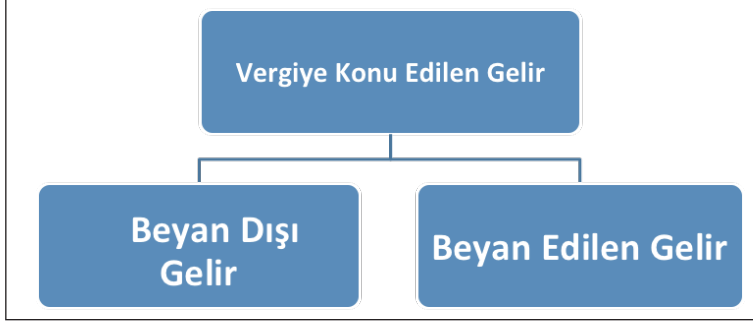 Vergiye Konu Edilen Gelir
Beyan Dışı
Gelir
Beyan Edilen Gelir